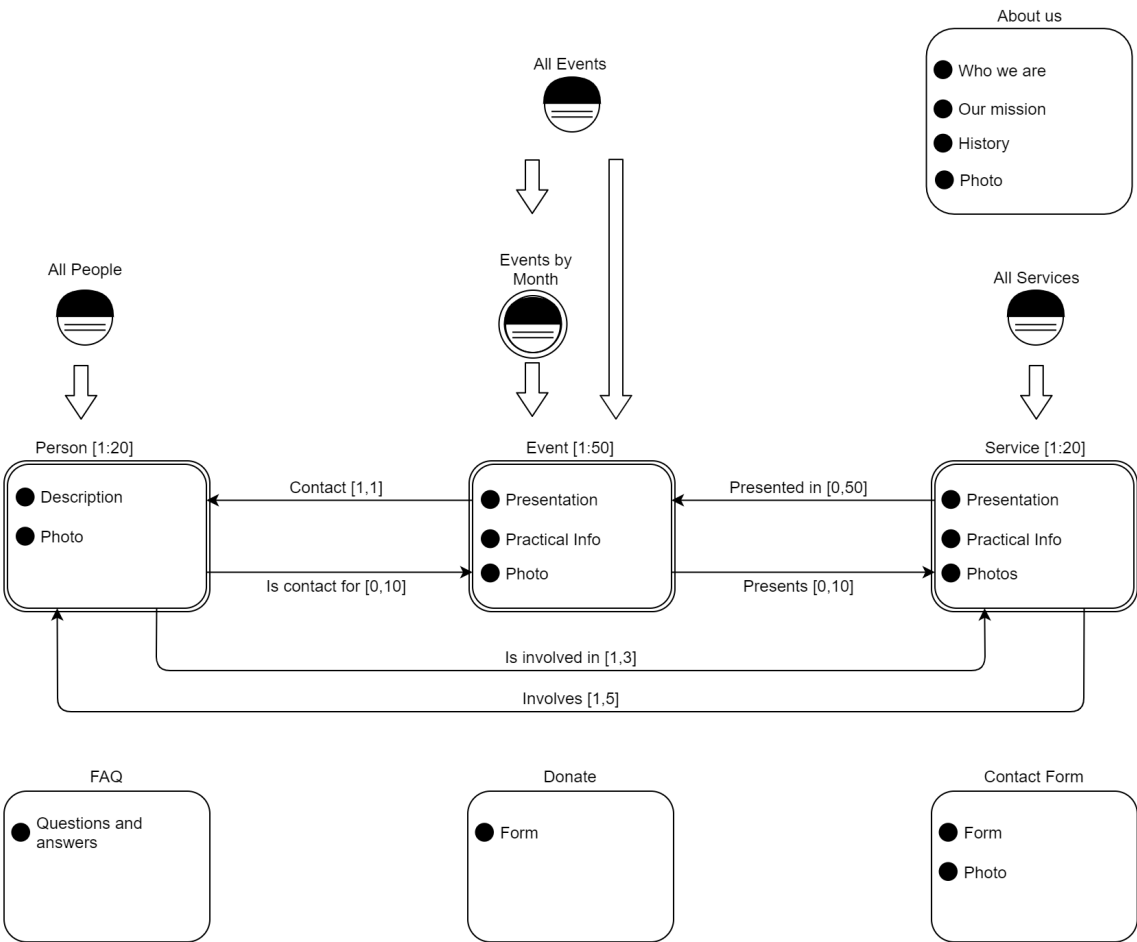 About us
Who we are
Our mission
History
Photo
All Events
Events by
Month
All People
All Services
Person [1:20]
Description
Photo
Event [1:50]
Presentation
Practical Info
Photo
Service [1:20]
Presentation
Practical Info
Photos
Contact [1,1]
Presented in [0,50]
Is contact for [0,10]
Presents [0,10]
Is involved in [1,3]
Involves [1,5]
FAQ
Questions and
answers
Donate
Form
Contact Form
Form
Photo